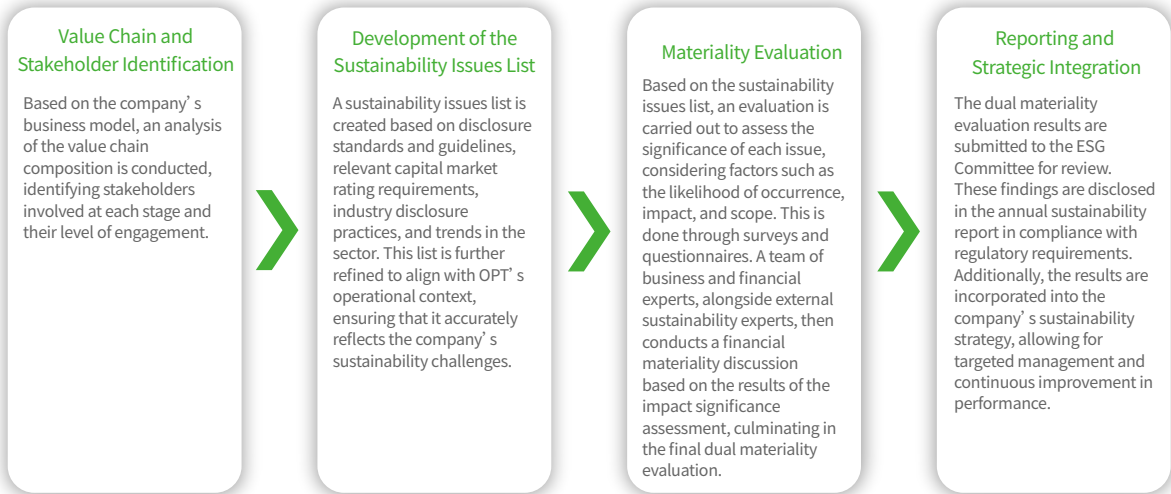 Value Chain and
Stakeholder Identification
Based on the company's
business model, an analysis
of the value chain
composition is conducted,
identifying stakeholders
involved at each stage and
their level of engagement.
Development of the
Sustainability Issues List
A sustainability issues list is
created based on disclosure
standards and guidelines,
relevant capital market
rating requirements,
industry disclosure
practices, and trends in the
sector. This list is further
refined to align with OPT's
operational context,
ensuring that it accurately
reflects the company's
sustainability challenges.
Materiality Evaluation
Based on the sustainability
issues list, an evaluation is
carried out to assess the
significance of each issue,
considering factors such as
the likelihood of occurrence,
impact, and scope. This is
done through surveys and
questionnaires. A team of
business and financial
experts, alongside external
sustainability experts, then
conducts a financial
materiality discussion
based on the results of the
impact significance
assessment, culminating in
the final dual materiality
evaluation.
Reporting and
Strategic Integration
The dual materiality
evaluation results are
submitted to the ESG
Committee for review.
These findings are disclosed
in the annual sustainability
report in compliance with
regulatory requirements.
Additionally, the results are
incorporated into the
company's sustainability
strategy, allowing for
targeted management and
continuous improvement in
performance.